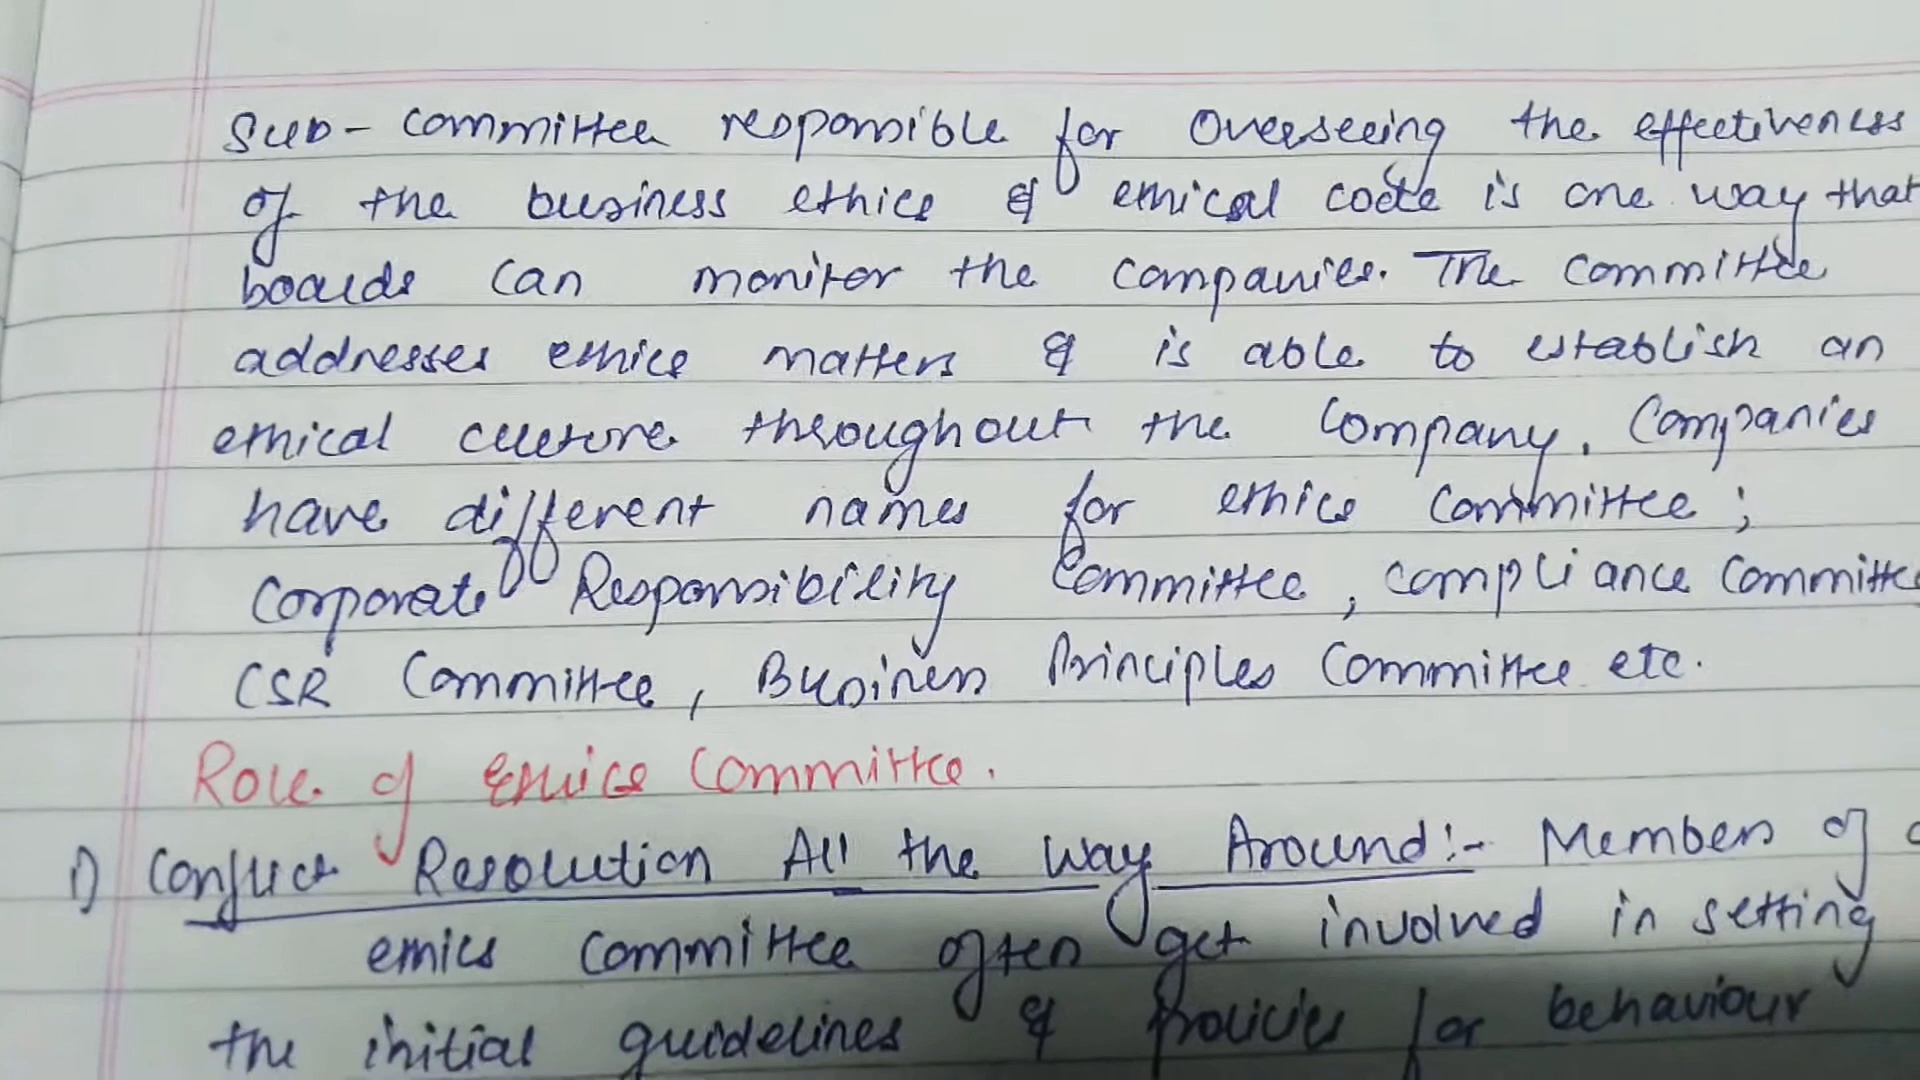 Sub- committee responsible for Overseeing the effectiveness
of the business ethics & ethical code is one way that
boards can monitor the companies. The committee
addresses ethics matters & is able to establish an
ethical culture throughout the company. Companies
have different names for ethics committee ;
Corporate Responsibility Committee , compliance committee
CSR Committee , Business Principles Committee etc.
Role of Ethics Committee.
1) Conflict Resolution All the Way Around :- Members of
ethics committee often get involved in setting
the initial guidelines & policies for behaviour